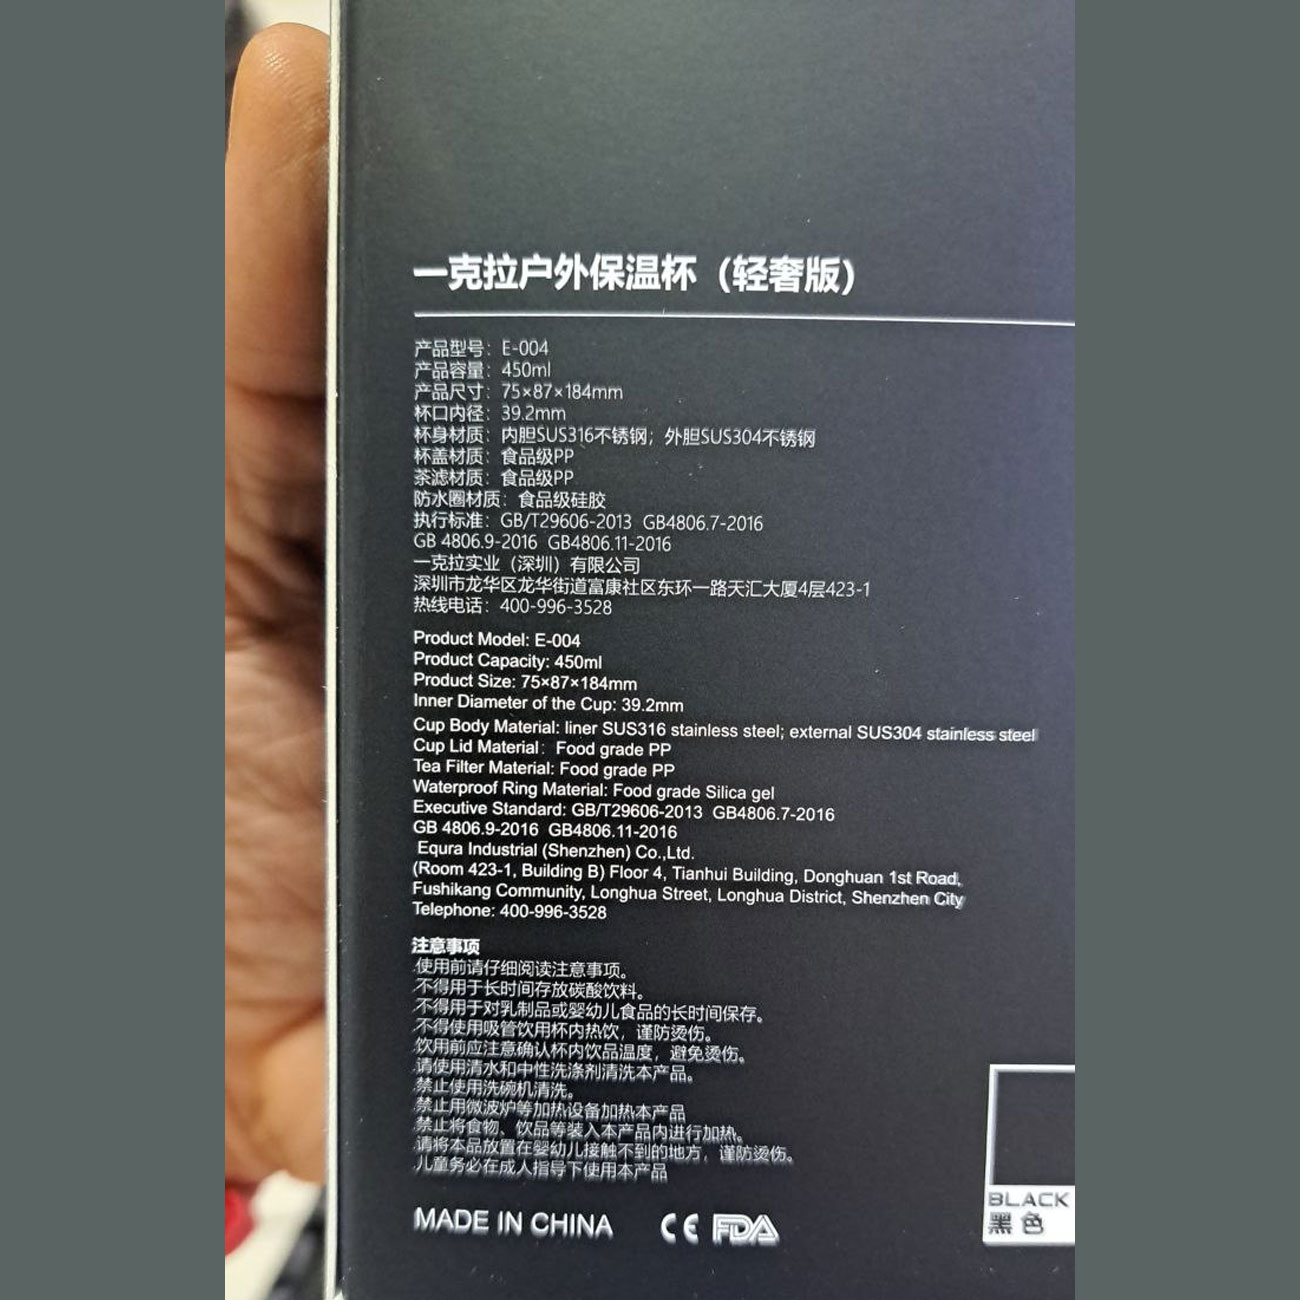 一克拉户外保温杯（轻奢版）
产品型号：E-004
产品容量：450ml
产品尺寸：75×87×184mm
杯口内径：39.2mm
杯身材质：内胆SUS316不锈钢；外胆SUS304不锈钢
杯盖材质：食品级PP
茶滤材质：食品级PP
防水圈材质：食品级硅胶
执行标准：GB/T29606-2013 GB4806.7-2016
GB 4806.9-2016 GB4806.11-2016
一克拉实业（深圳）有限公司
深圳市龙华区龙华街道富康社区东环一路天汇大厦4层423-1
热线电话：400-996-3528
Product Model: E-004
Product Capacity: 450ml
Product Size: 75×87×184mm
Inner Diameter of the Cup: 39.2mm
Cup Body Material: liner SUS316 stainless steel; external SUS304 stainless steel
Cup Lid Material：Food grade PP
Tea Filter Material: Food grade PP
Waterproof Ring Material: Food grade Silica gel
Executive Standard: GB/T29606-2013 GB4806.7-2016
GB 4806.9-2016 GB4806.11-2016
Equra Industrial (Shenzhen) Co.,Ltd.
(Room 423-1, Building B) Floor 4, Tianhui Building, Donghuan 1st Road,
Fushikang Community, Longhua Street, Longhua District, Shenzhen City
Telephone: 400-996-3528
注意事项
使用前请仔细阅读注意事项。
不得用于长时间存放碳酸饮料。
不得用于对乳制品或婴幼儿食品的长时间保存。
不得使用吸管饮用杯内热饮，谨防烫伤。
饮用前应注意确认杯内饮品温度，避免烫伤。
请使用清水和中性洗涤剂清洗本产品。
禁止使用洗碗机清洗。
禁止用微波炉等加热设备加热本产品
禁止将食物、饮品等装入本产品内进行加热。
请将本品放置在婴幼儿接触不到的地方，谨防烫伤。
儿童务必在成人指导下使用本产品
MADE IN CHINA CE FDA
BLACK
黑色